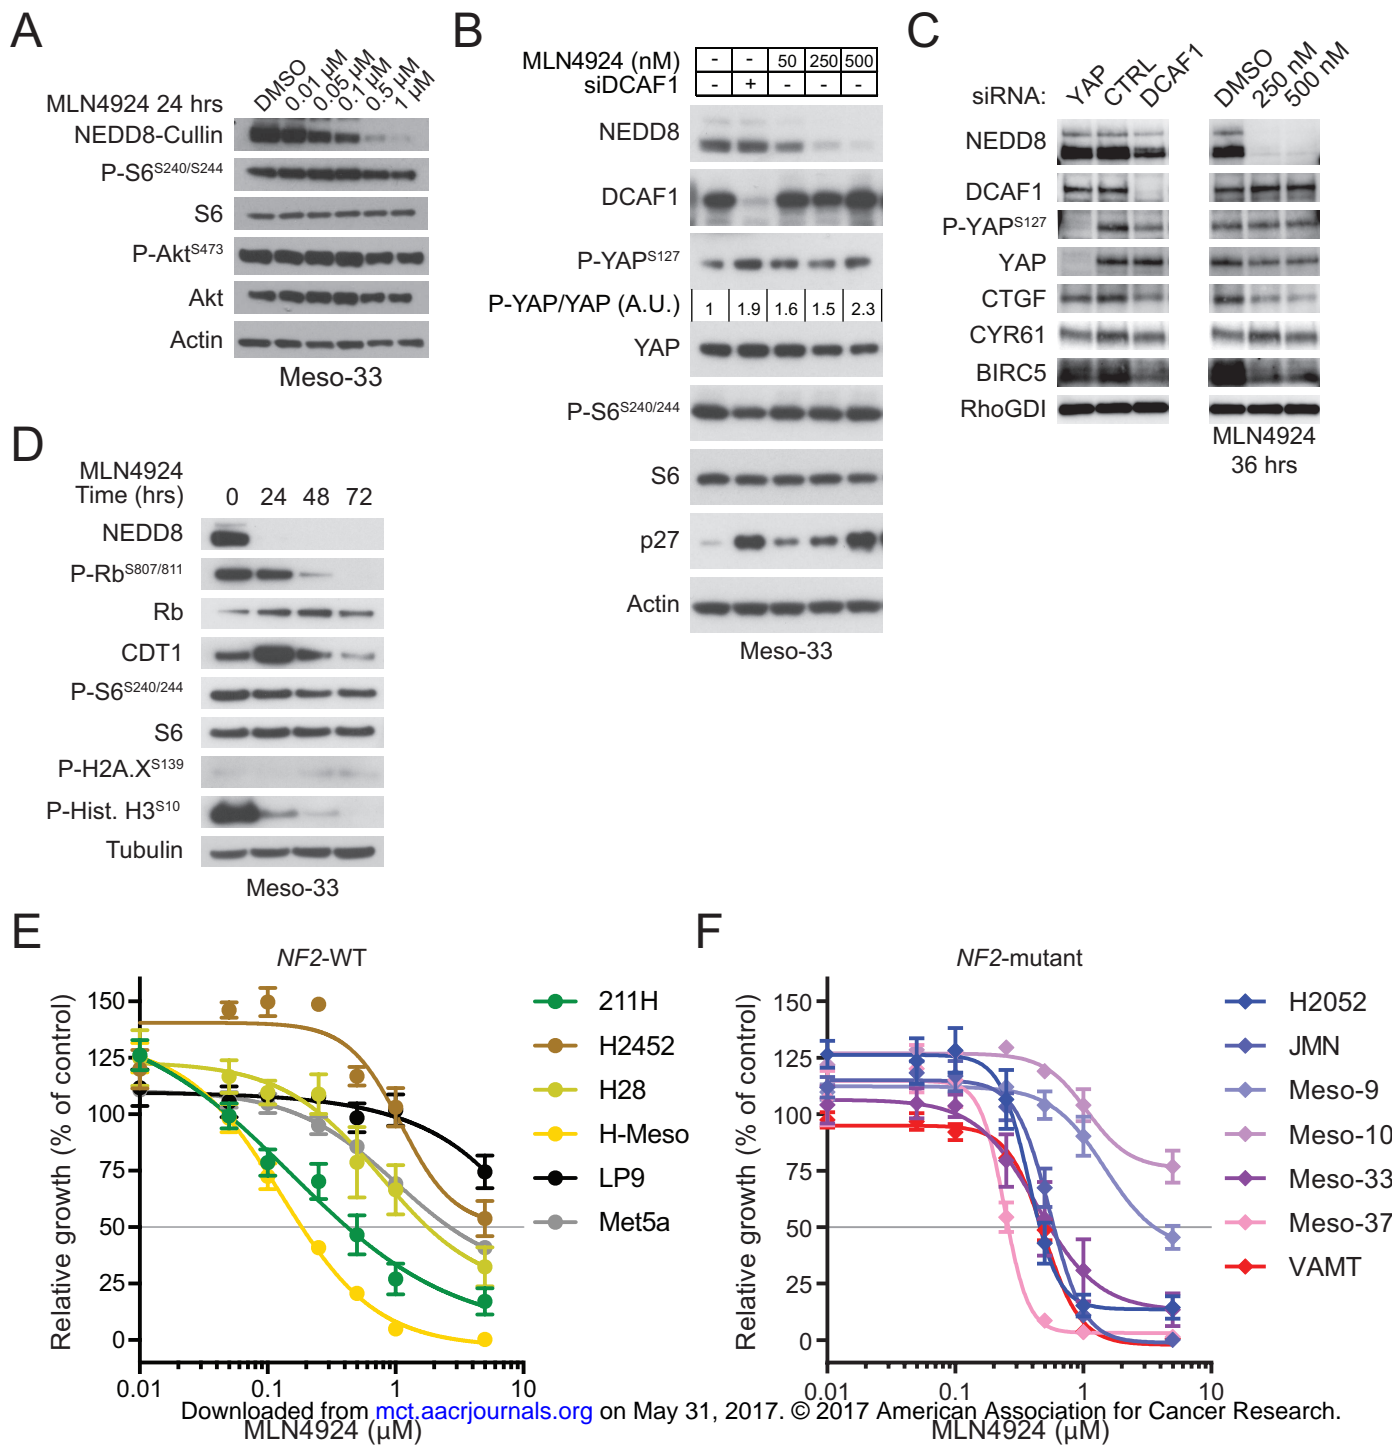 A
MLN4924 24 hrs
DMSO
0.01 µM
0.05 µM
0.1 µM
0.5 µM
1 µM
NEDD8-Cullin
P-S6S240/S244
S6
P-AktS473
Akt
Actin
Meso-33
B
MLN4924 (nM) - - 50 250 500
siDCAF1 - + - - -
NEDD8
DCAF1
P-YAPS127
P-YAP/YAP (A.U.) 1 1.9 1.6 1.5 2.3
YAP
P-S6S240/244
S6
p27
Actin
Meso-33
C
siRNA: YAP CTRL DCAF1 DMSO 250 nM 500 nM
NEDD8
DCAF1
P-YAPS127
YAP
CTGF
CYR61
BIRC5
RhoGDI
MLN4924
36 hrs
D
MLN4924
Time (hrs) 0 24 48 72
NEDD8
P-RbS807/811
Rb
CDT1
P-S6S240/244
S6
P-H2A.XS139
P-Hist. H3S10
Tubulin
Meso-33
E
NF2-WT
Relative growth (% of control)
150
125
100
75
50
25
0
0.01 0.1 1 10
MLN4924 (µM)
211H
H2452
H28
H-Meso
LP9
Met5a
F
NF2-mutant
Relative growth (% of control)
150
125
100
75
50
25
0
0.01 0.1 1 10
MLN4924 (µM)
H2052
JMN
Meso-9
Meso-10
Meso-33
Meso-37
VAMT
Downloaded from mct.aacrjournals.org on May 31, 2017. © 2017 American Association for Cancer Research.